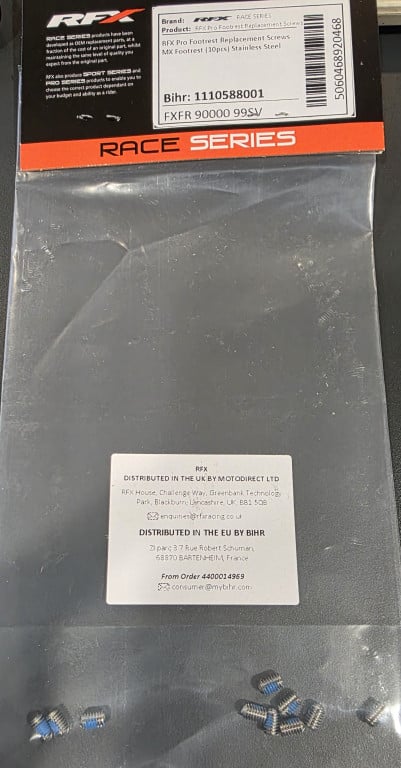 RFX
RACE SERIES products have been
developed as OEM replacement parts, at a
fraction of the cost of an original part, whilst
maintaining the same level of quality you
expect from the original part.
RFX also produce SPORT SERIES and
PRO SERIES products to enable you to
choose the correct product dependant on
your budget and ability as a rider.
Brand: RFX RACE SERIES
Product: RFX Pro Footrest Replacement Screws
RFX Pro Footrest Replacement Screws
MX Footrest (10pcs) Stainless Steel
Bihr: 1110588001
FXFR 90000 99SV
5060468920468
RACE SERIES
RFX
DISTRIBUTED IN THE UK BY MOTODIRECT LTD
RFX House, Challenge Way, Greenbank Technology
Park, Blackburn, Lancashire, UK, BB1 5QB
enquiries@rfxracing.co.uk
DISTRIBUTED IN THE EU BY BIHR
ZI parc 3 7 Rue Robert Schuman,
68870 BARTENHEIM, France
From Order 4400014969
consumer@mybihr.com